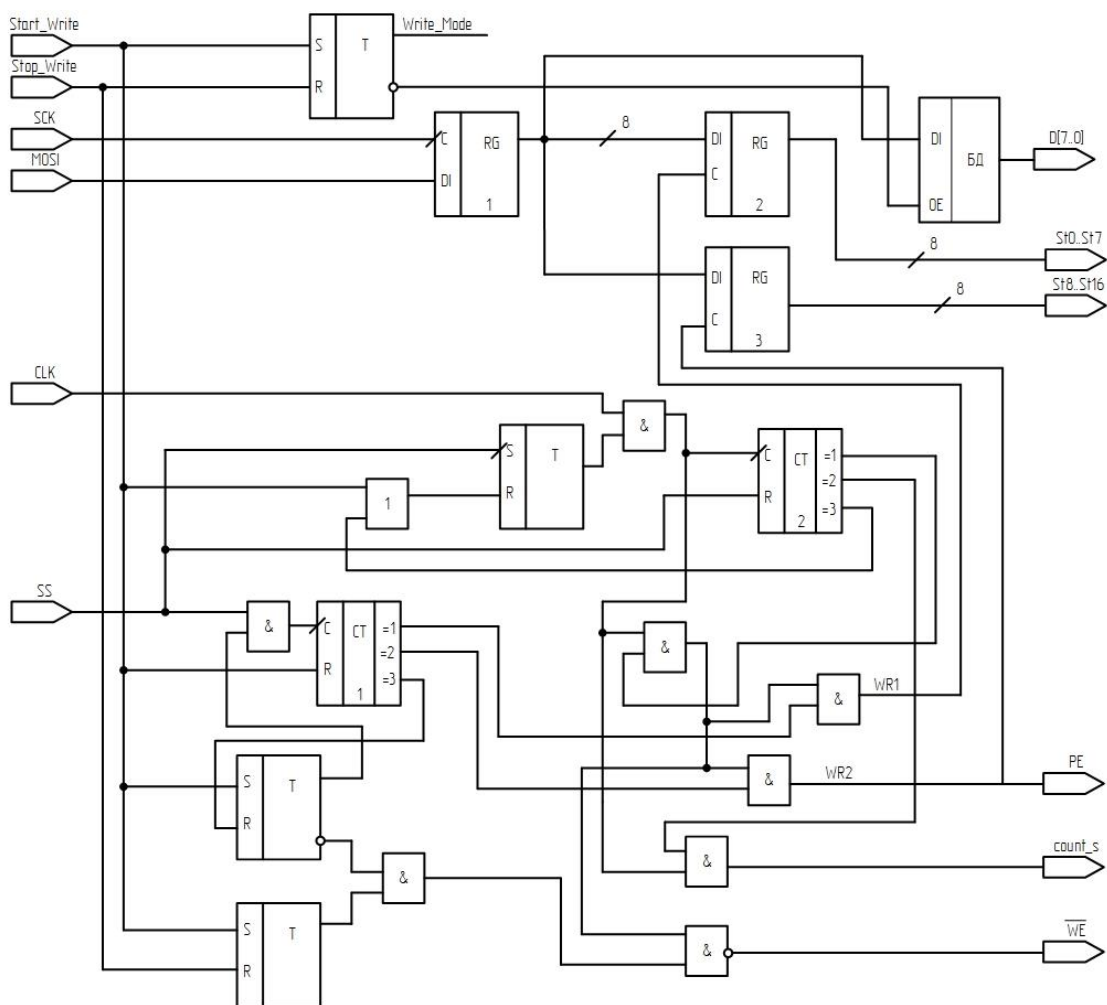 Start_Write
Write_Mode
S T
Stop_Write
R
SCK
C RG
8
DI RG
DI
D[7..0]
MOSI
DI
C
БД
1
2
OE
8
St0..St7
DI RG
8
St8..St16
C
3
CLK
&
S T
C CT =1
=2
1
R
R
=3
2
SS
&
C CT =1
=2
&
R
=3
1
&
WR1
S T
&
WR2
PE
R
&
count_s
&
S T
&
WE
R